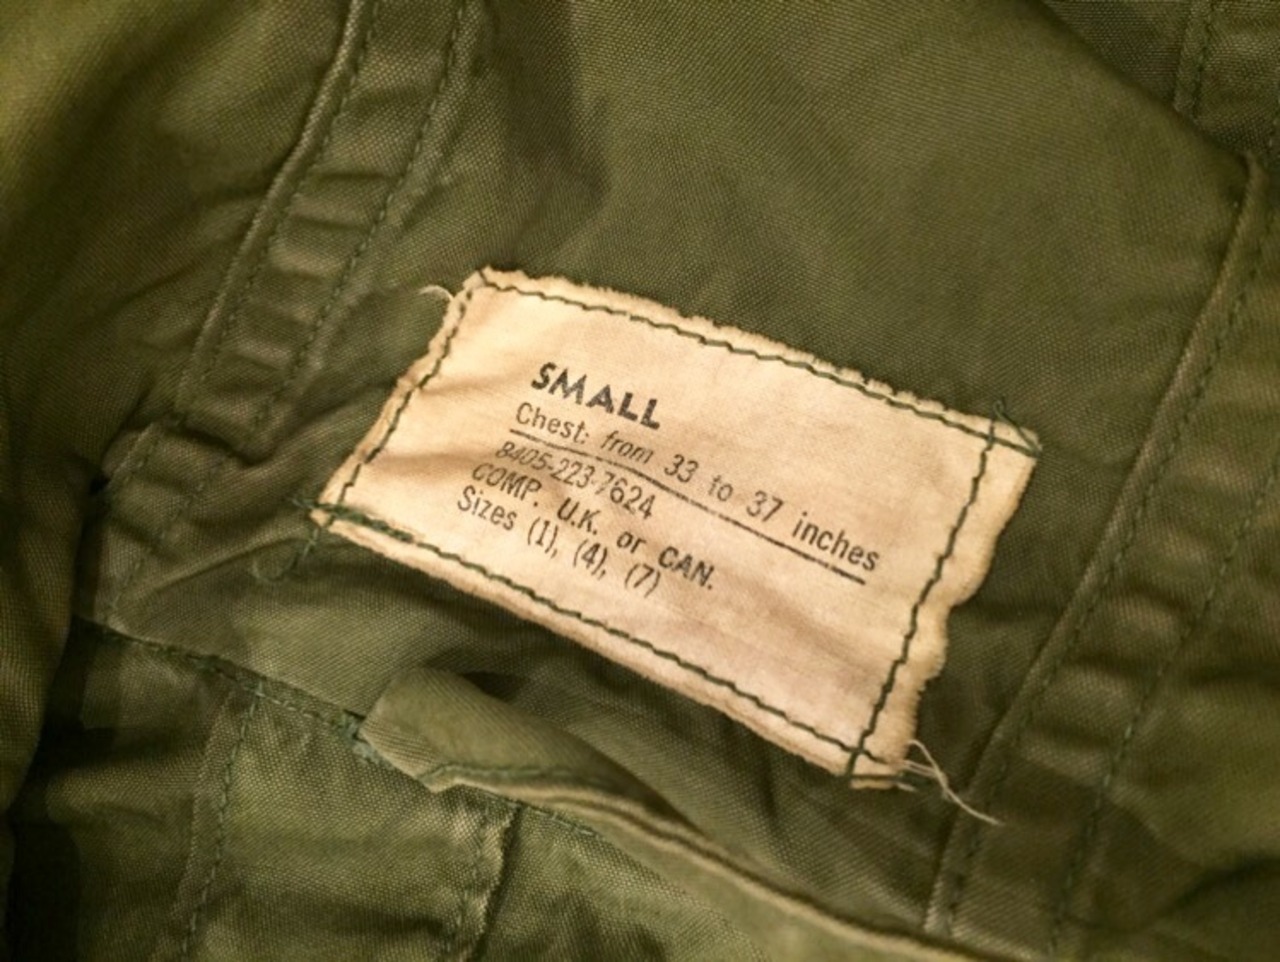 SMALL
Chest: from 33 to 37 inches
8405-223-7624
COMP. U.K. or CAN.
Sizes (1), (4), (7)